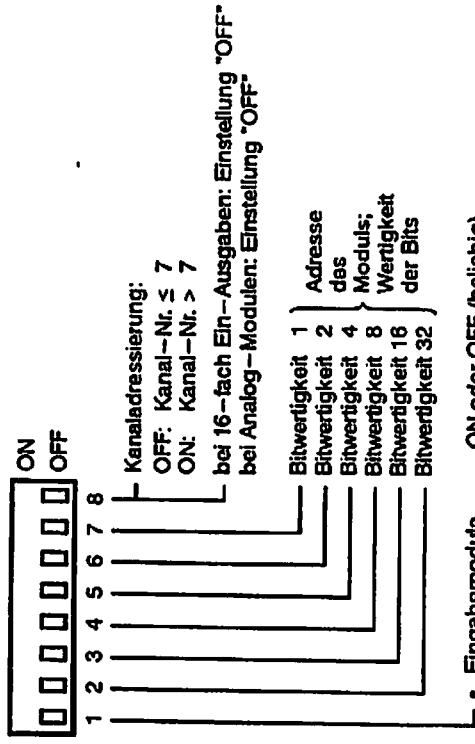 ON
OFF
1 2 3 4 5 6 7 8
Kanaladressierung:
OFF: Kanal-Nr. ≤ 7
ON: Kanal-Nr. > 7
bei 16-fach Ein-Ausgaben: Einstellung "OFF"
bei Analog-Modulen: Einstellung "OFF"
Bitwertigkeit 1
Bitwertigkeit 2
Bitwertigkeit 4
Bitwertigkeit 8
Bitwertigkeit 16
Bitwertigkeit 32
Adresse
des
Moduls;
Wertigkeit
der Bits
• Eingabemodule ON oder OFF (beliebig)